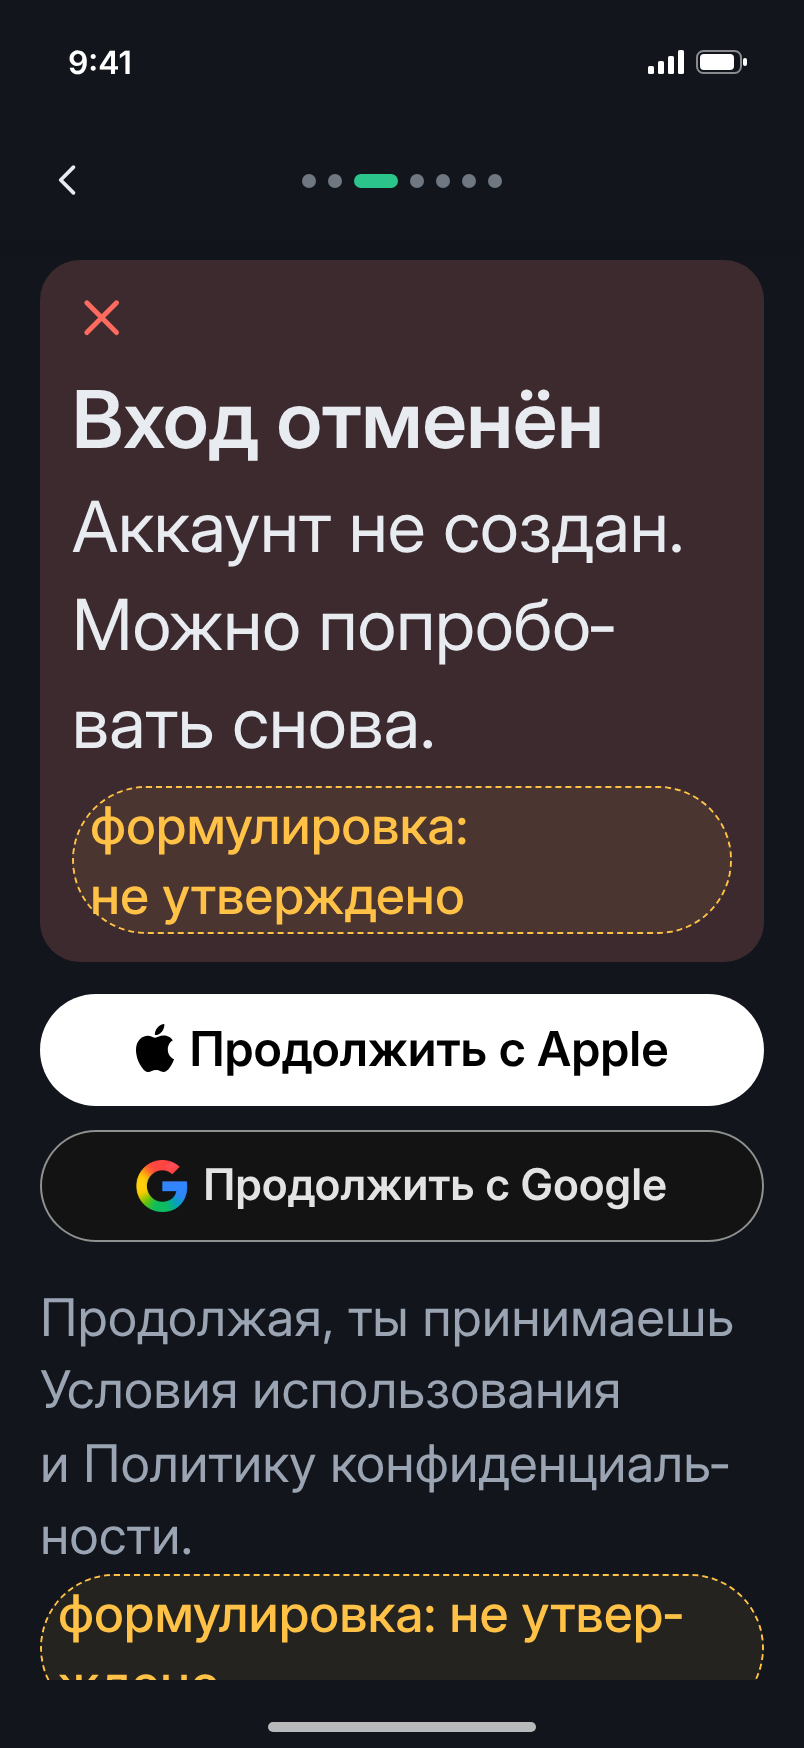 9:41
Вход отменён
Аккаунт не создан.
Можно попробо-
вать снова.
формулировка:
не утверждено
Продолжить с Apple
Продолжить с Google
Продолжая, ты принимаешь
Условия использования
и Политику конфиденциаль-
ности.
формулировка: не утвер-
ждено